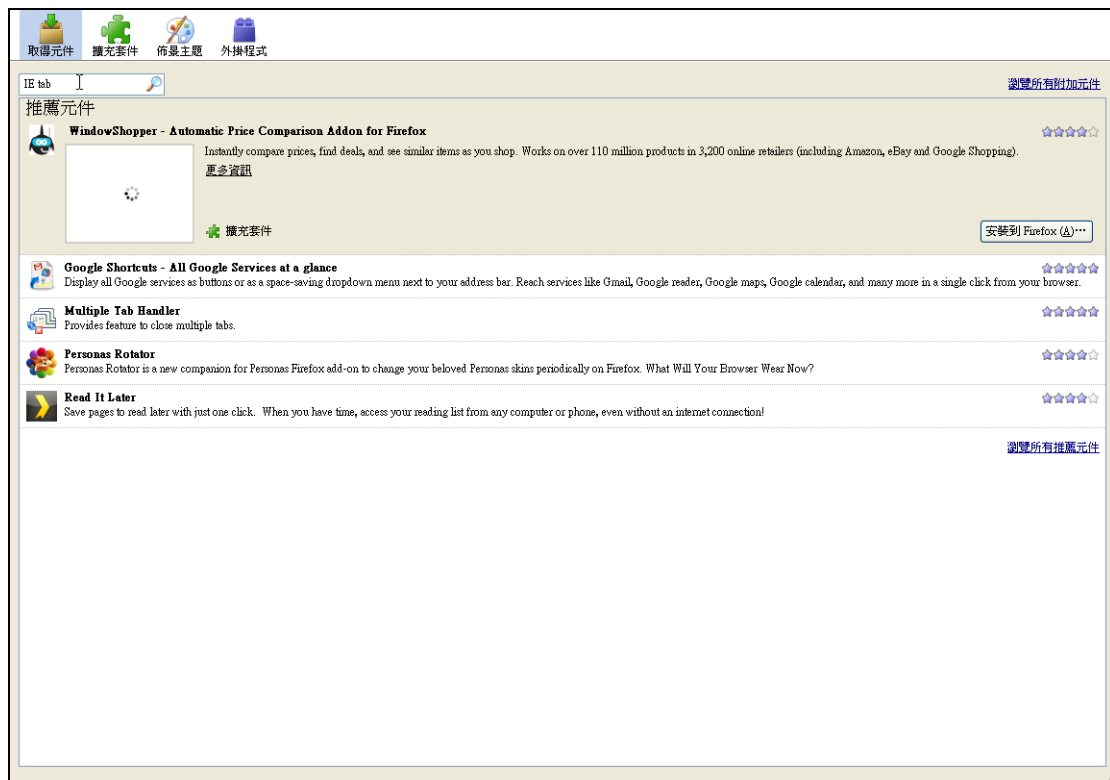 取得元件 擴充套件 佈景主題 外掛程式
IE tab
瀏覽所有附加元件
推薦元件
WindowShopper - Automatic Price Comparison Addon for Firefox
Instantly compare prices, find deals, and see similar items as you shop. Works on over 110 million products in 3,200 online retailers (including Amazon, eBay and Google Shopping).
更多資訊
擴充套件
安裝到 Firefox (A)…
Google Shortcuts - All Google Services at a glance
Display all Google services as buttons or as a space-saving dropdown menu next to your address bar. Reach services like Gmail, Google reader, Google maps, Google calendar, and many more in a single click from your browser.
Multiple Tab Handler
Provides feature to close multiple tabs.
Personas Rotator
Personas Rotator is a new companion for Personas Firefox add-on to change your beloved Personas skins periodically on Firefox. What Will Your Browser Wear Now?
Read It Later
Save pages to read later with just one click. When you have time, access your reading list from any computer or phone, even without an internet connection!
瀏覽所有推薦元件